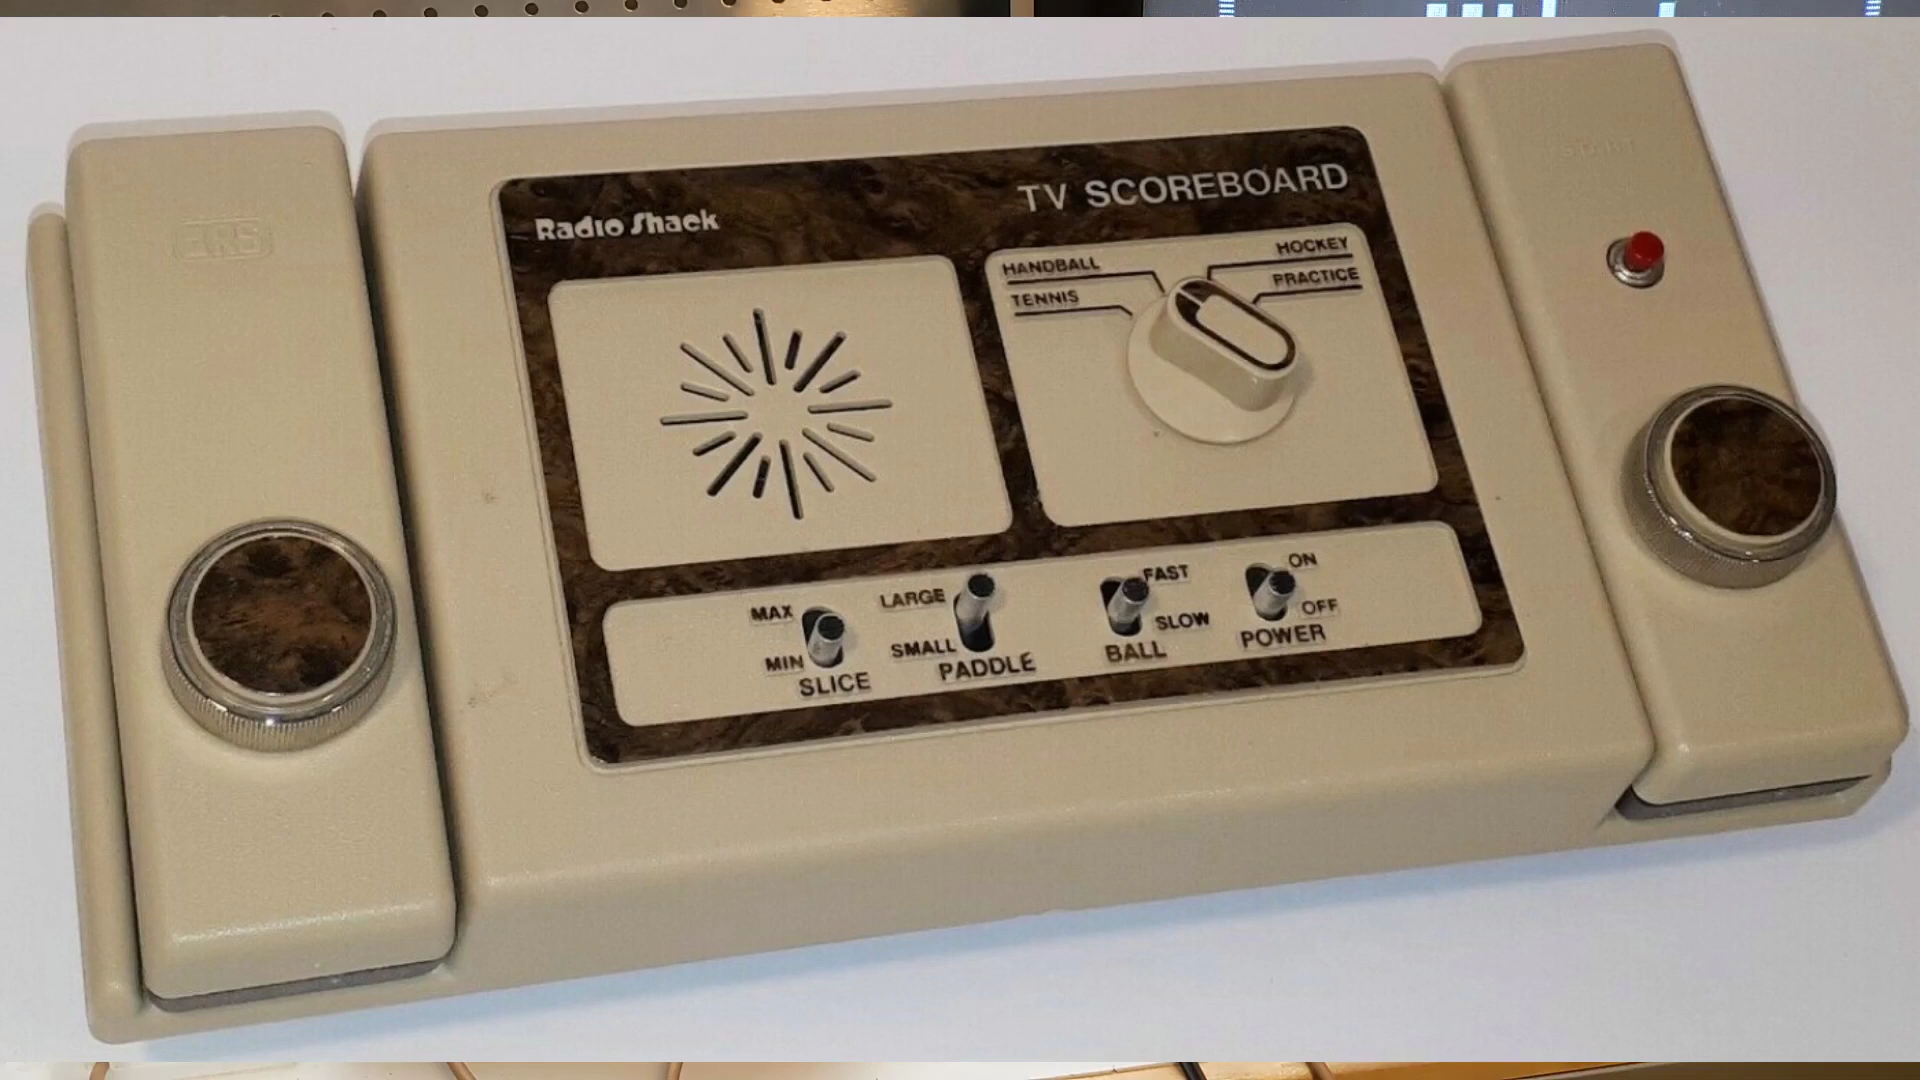 TV SCOREBOARD
Radio Shack
HANDBALL
HOCKEY
TENNIS
PRACTICE
START
MAX
MIN
SLICE
LARGE
SMALL
PADDLE
FAST
SLOW
BALL
ON
OFF
POWER